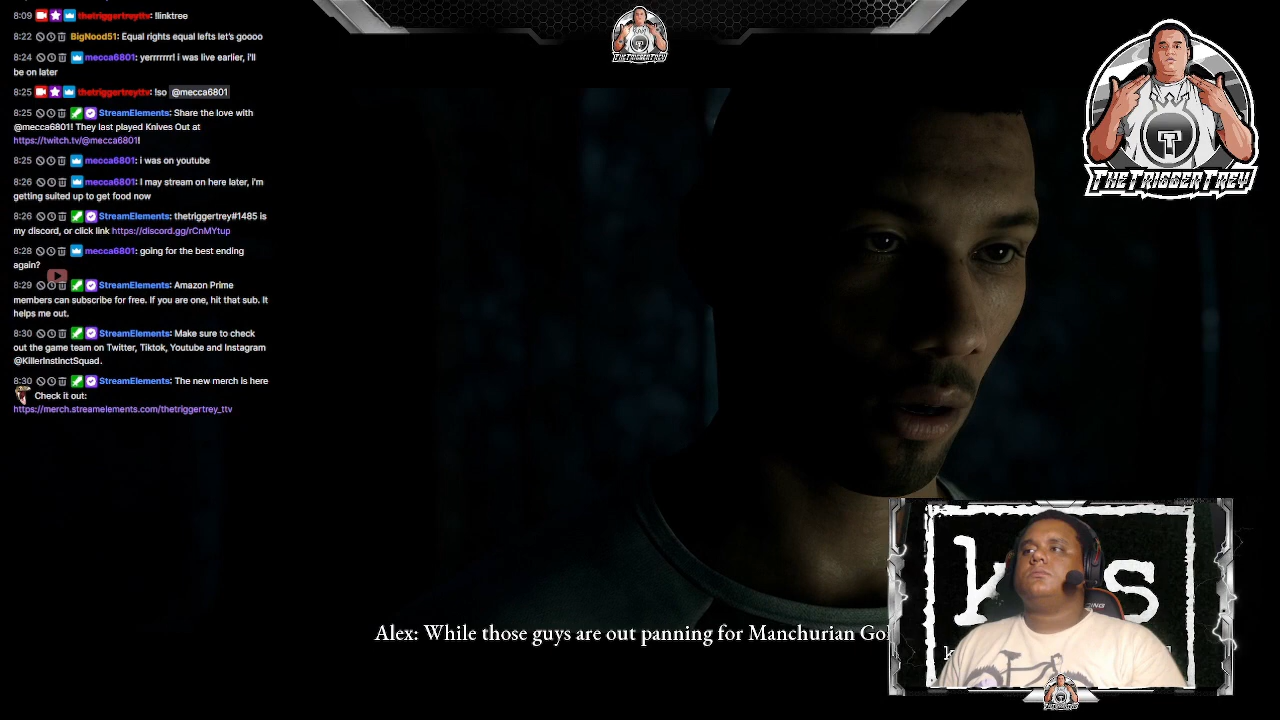 8:09 thetriggertreyttv: !linktree
8:22 BigNood51: Equal rights equal lefts let's goooo
8:24 mecca6801: yerrrrrrr! i was live earlier, I'll
be on later
8:25 thetriggertreyttv: !so @mecca6801
8:25 StreamElements: Share the love with
@mecca6801! They last played Knives Out at
https://twitch.tv/@mecca6801!
8:25 mecca6801: i was on youtube
8:26 mecca6801: I may stream on here later, i'm
getting suited up to get food now
8:26 StreamElements: thetriggertrey#1485 is
my discord, or click link https://discord.gg/rCnMYtup
8:28 mecca6801: going for the best ending
again?
8:29 StreamElements: Amazon Prime
members can subscribe for free. If you are one, hit that sub. It
helps me out.
8:30 StreamElements: Make sure to check
out the game team on Twitter, Tiktok, Youtube and Instagram
@KillerInstinctSquad.
8:30 StreamElements: The new merch is here
Check it out:
https://merch.streamelements.com/thetriggertrey_ttv
THETRIGGERTREY
T
THETRIGGERTREY
Alex: While those guys are out panning for Manchurian Go
k s
k